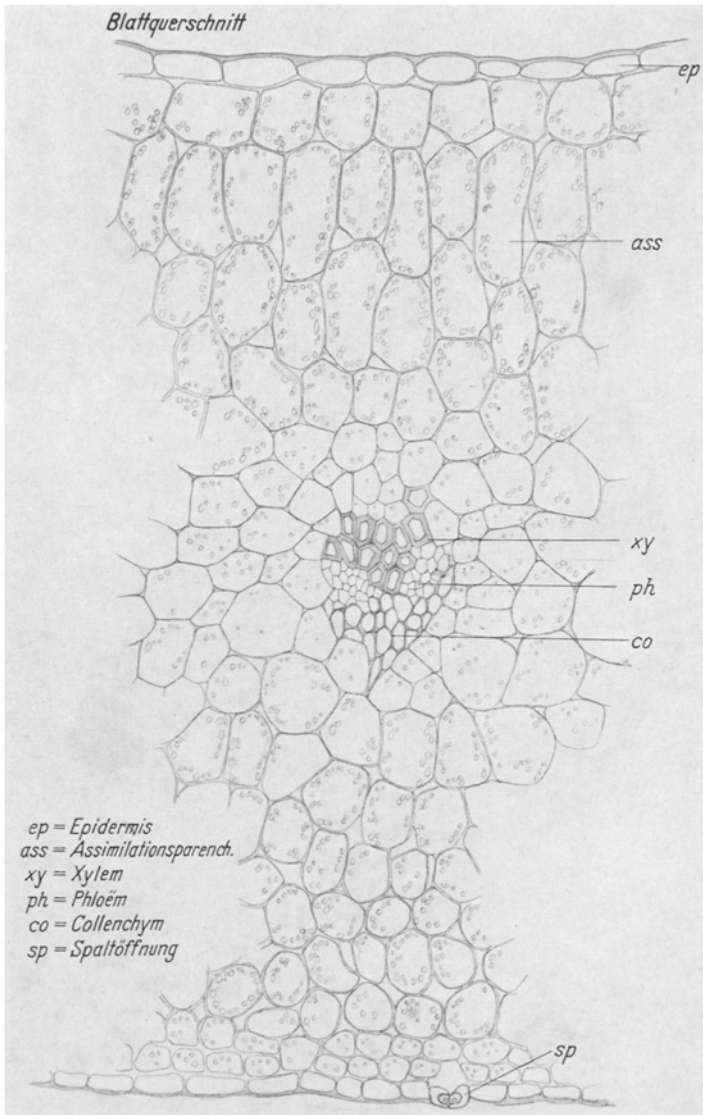 Blattquerschnitt
ep
ass
xy
ph
co
ep = Epidermis
ass = Assimilationsparench.
xy = Xylem
ph = Phloëm
co = Collenchym
sp = Spaltöffnung
sp